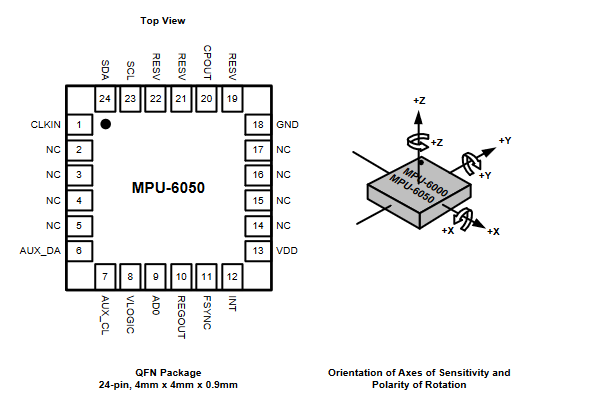 Top View
SDA SCL RESV RESV CPOUT RESV
24 23 22 21 20 19
CLKIN 1 18 GND
NC 2 17 NC
NC 3 16 NC
NC 4 15 NC
NC 5 14 NC
AUX_DA 6 13 VDD
MPU-6050
7 8 9 10 11 12
AUX_CL VLOGIC AD0 REGOUT FSYNC INT
QFN Package
24-pin, 4mm x 4mm x 0.9mm
+Z
+Z
+Y
+Y
MPU-6000
MPU-6050
+X
+X
Orientation of Axes of Sensitivity and
Polarity of Rotation